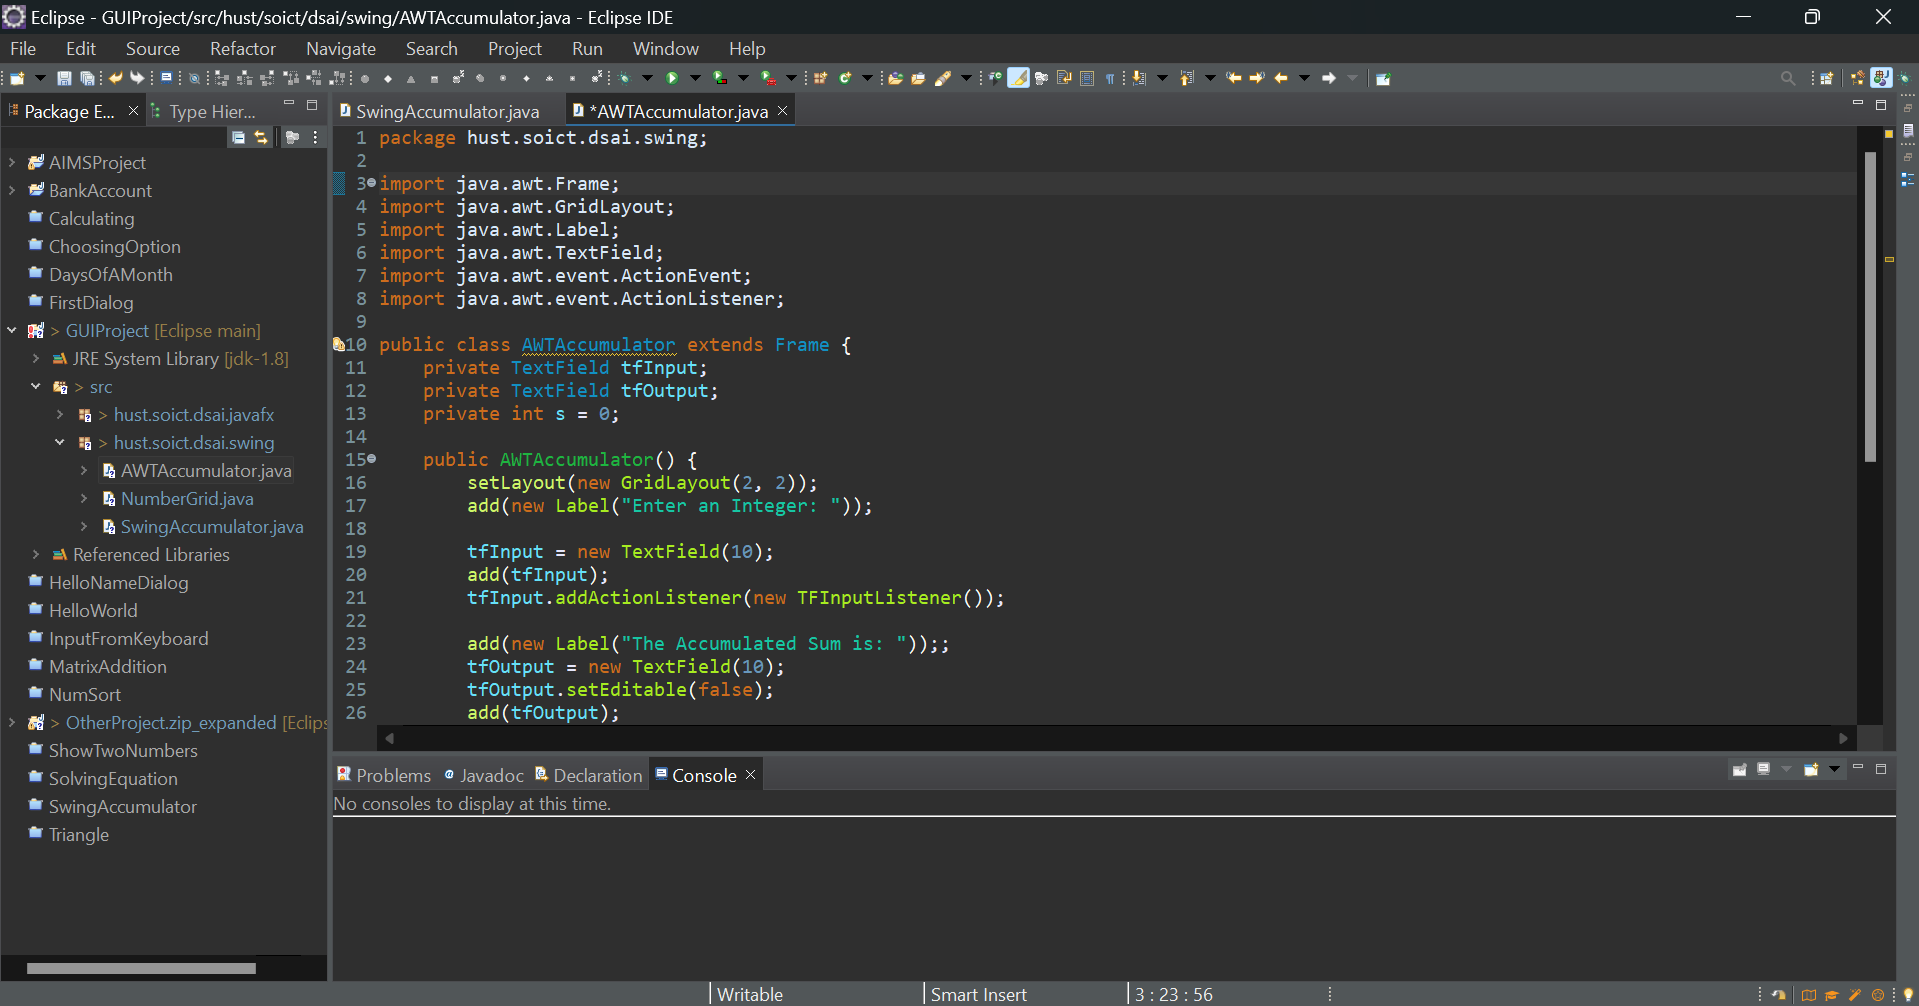 Eclipse - GUIProject/src/hust/soict/dsai/swing/AWTAccumulator.java - Eclipse IDE
File Edit Source Refactor Navigate Search Project Run Window Help
Package E... Type Hier...
AIMSProject
BankAccount
Calculating
ChoosingOption
DaysOfAMonth
FirstDialog
> GUIProject [Eclipse main]
JRE System Library [jdk-1.8]
> src
> hust.soict.dsai.javafx
> hust.soict.dsai.swing
AWTAccumulator.java
NumberGrid.java
SwingAccumulator.java
Referenced Libraries
HelloNameDialog
HelloWorld
InputFromKeyboard
MatrixAddition
NumSort
> OtherProject.zip_expanded [Eclips
ShowTwoNumbers
SolvingEquation
SwingAccumulator
Triangle
SwingAccumulator.java *AWTAccumulator.java
1 package hust.soict.dsai.swing;
2
3 import java.awt.Frame;
4 import java.awt.GridLayout;
5 import java.awt.Label;
6 import java.awt.TextField;
7 import java.awt.event.ActionEvent;
8 import java.awt.event.ActionListener;
9
10 public class AWTAccumulator extends Frame {
11     private TextField tfInput;
12     private TextField tfOutput;
13     private int s = 0;
14
15     public AWTAccumulator() {
16         setLayout(new GridLayout(2, 2));
17         add(new Label("Enter an Integer: "));
18
19         tfInput = new TextField(10);
20         add(tfInput);
21         tfInput.addActionListener(new TFInputListener());
22
23         add(new Label("The Accumulated Sum is: "));;
24         tfOutput = new TextField(10);
25         tfOutput.setEditable(false);
26         add(tfOutput);
Problems @ Javadoc Declaration Console
No consoles to display at this time.
Writable Smart Insert 3 : 23 : 56